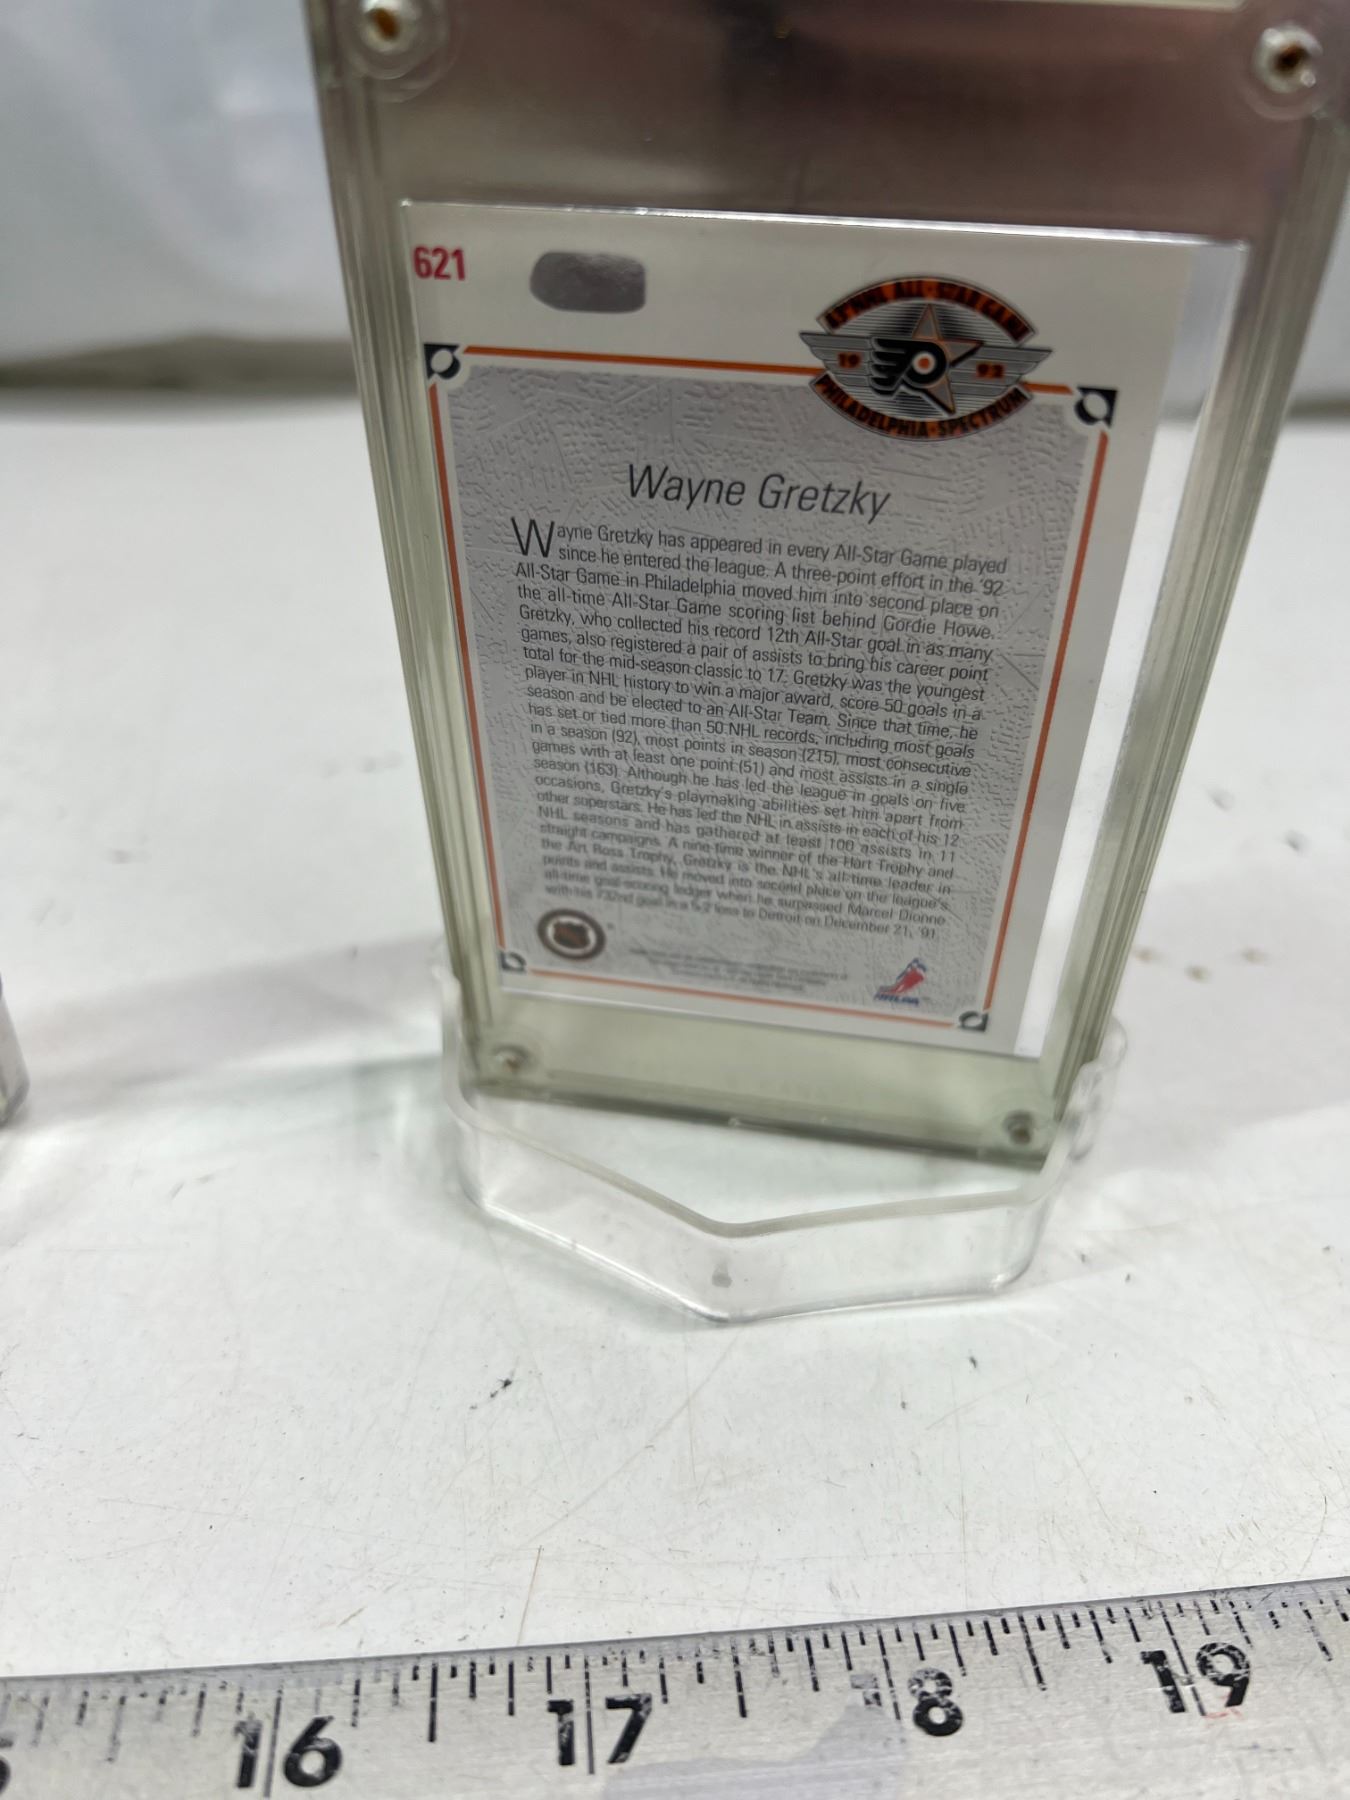 621
43rd NHL ALL-STAR GAME
19 92
PHILADELPHIA·SPECTRUM
Wayne Gretzky
Wayne Gretzky has appeared in every All-Star Game played
since he entered the league. A three-point effort in the '92
All-Star Game in Philadelphia moved him into second place on
the all-time All-Star Game scoring list behind Gordie Howe.
Gretzky, who collected his record 12th All-Star goal in as many
games, also registered a pair of assists to bring his career point
total for the mid-season classic to 17. Gretzky was the youngest
player in NHL history to win a major award, score 50 goals in a
season and be elected to an All-Star Team. Since that time, he
has set or tied more than 50 NHL records, including most goals
in a season (92), most points in season (215), most consecutive
games with at least one point (51) and most assists in a single
season (163). Although he has led the league in goals on five
occasions, Gretzky's playmaking abilities set him apart from
other superstars. He has led the NHL in assists in each of his 12
NHL seasons and has gathered at least 100 assists in 11
straight campaigns. A nine-time winner of the Hart Trophy and
the Art Ross Trophy, Gretzky is the NHL's all-time leader in
points and assists. He moved into second place on the league's
all-time goal-scoring ledger when he surpassed Marcel Dionne
with his 732nd goal in a 5-2 loss to Detroit on December 21, '91.
NHLPA
16 17 18 19